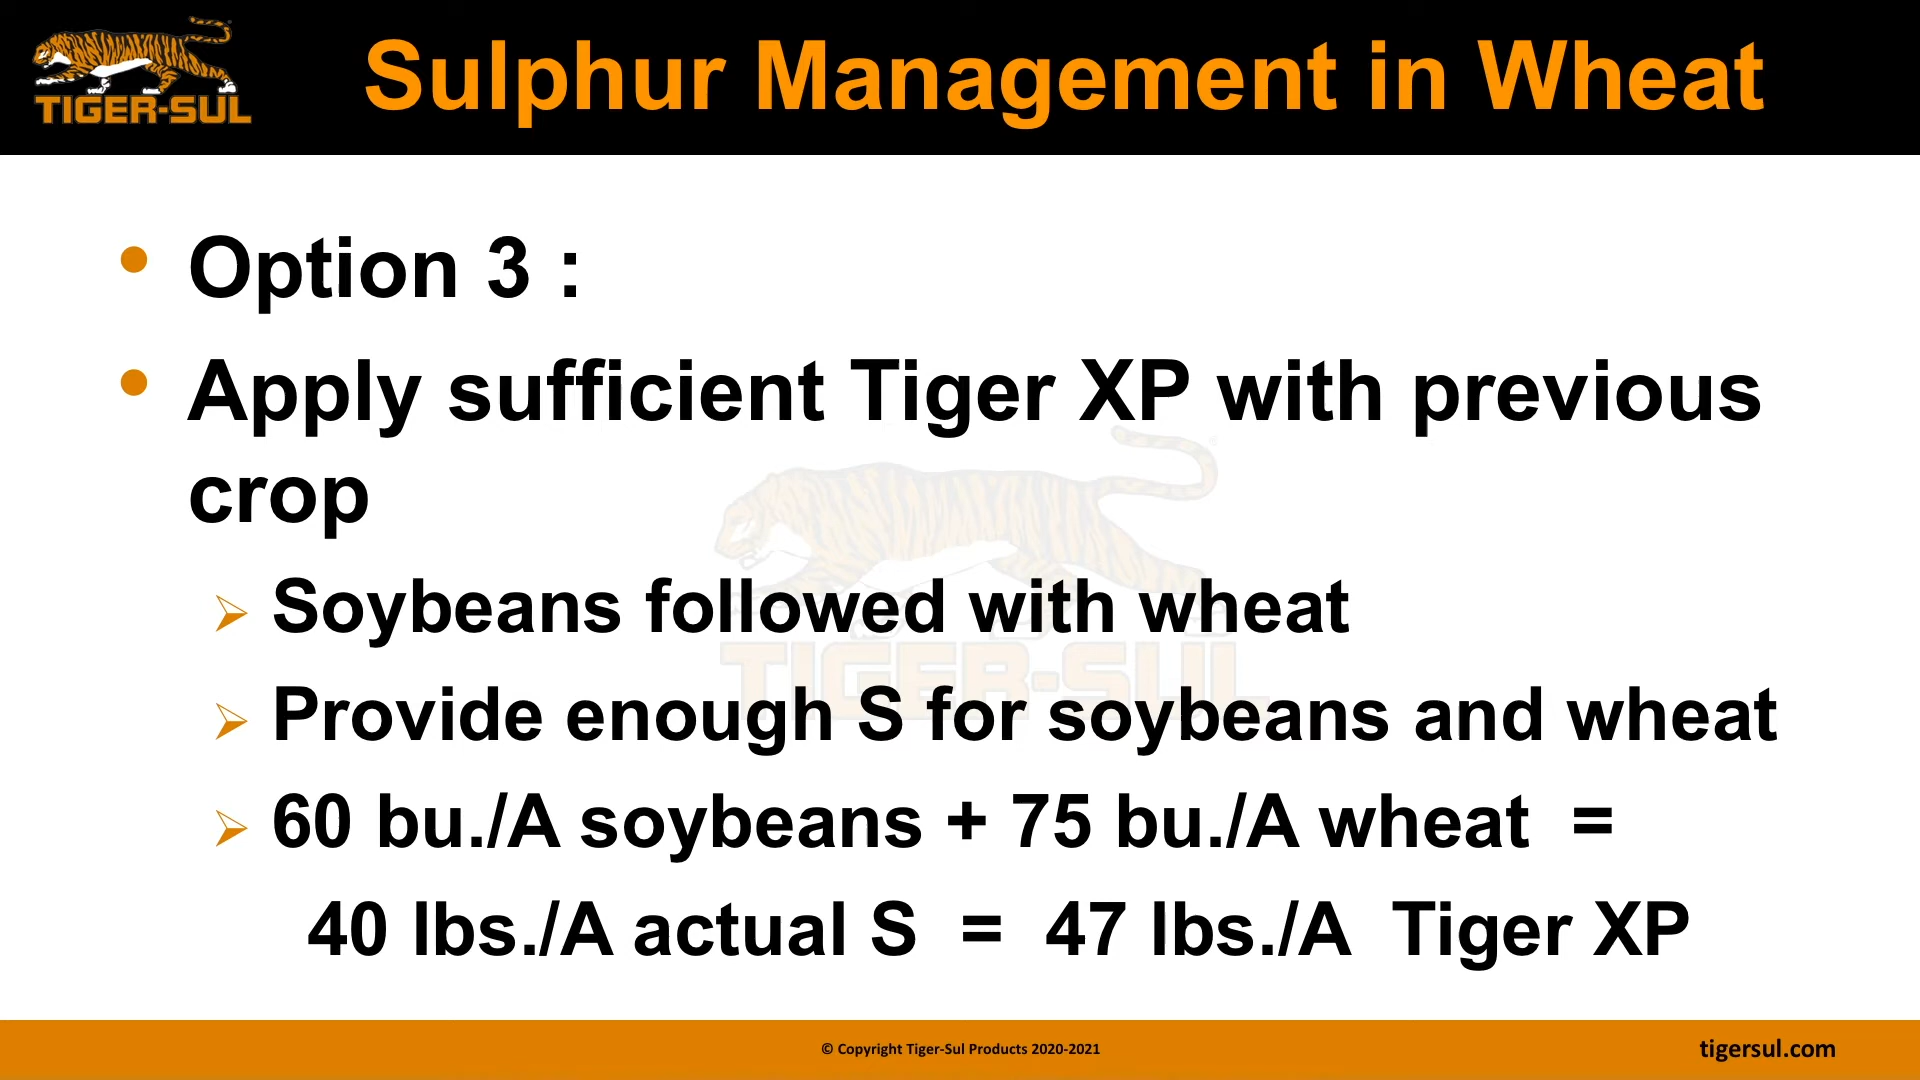 TIGER-SUL
Sulphur Management in Wheat
Option 3 :
Apply sufficient Tiger XP with previous
crop
Soybeans followed with wheat
TIGER-SUL
Provide enough S for soybeans and wheat
60 bu./A soybeans + 75 bu./A wheat =
40 lbs./A actual S = 47 lbs./A Tiger XP
© Copyright Tiger-Sul Products 2020-2021
tigersul.com